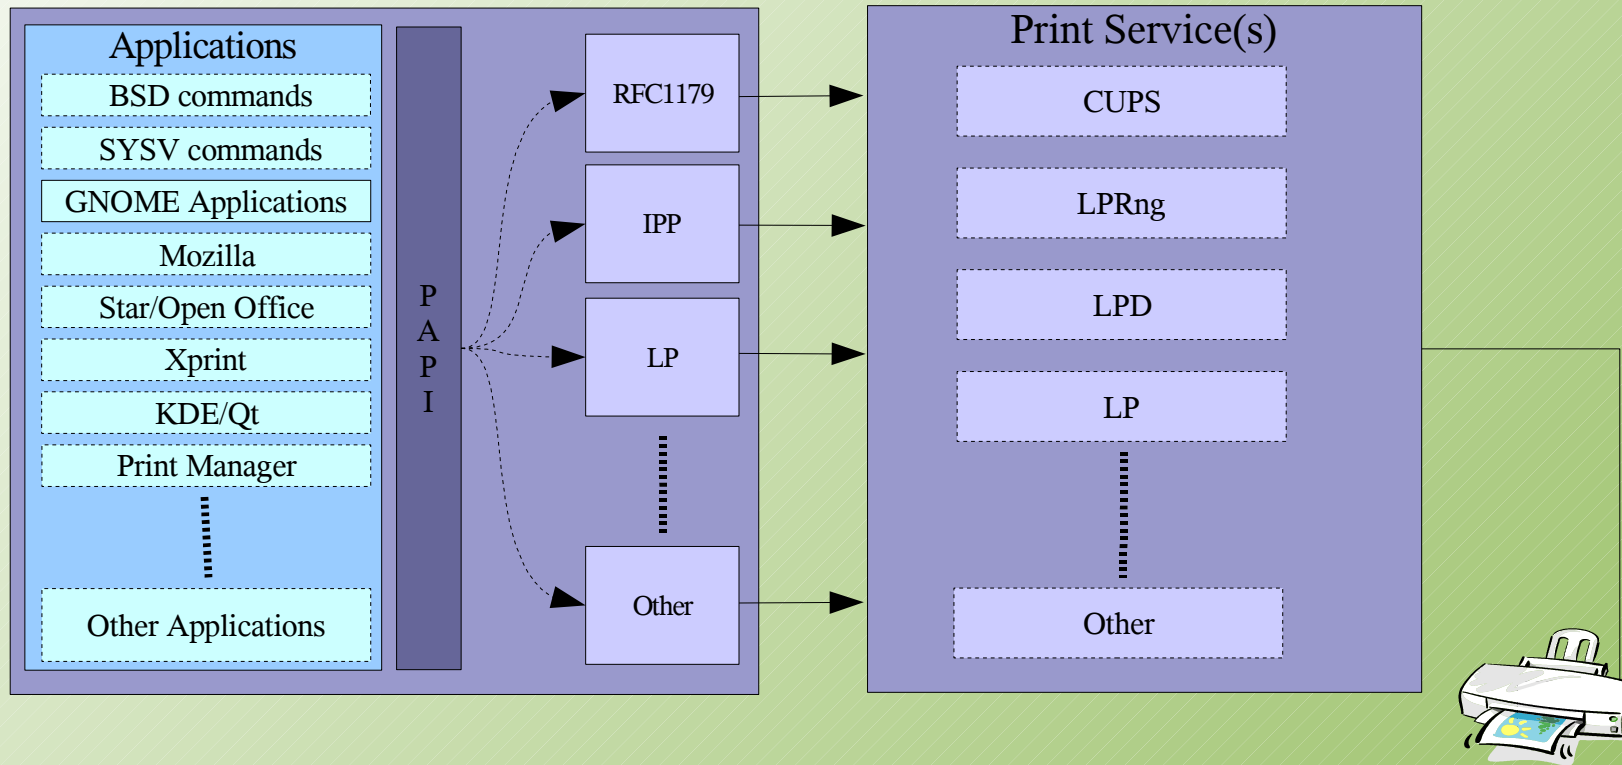 Applications
BSD commands
SYSV commands
GNOME Applications
Mozilla
Star/Open Office
Xprint
KDE/Qt
Print Manager
Other Applications
P
A
P
I
RFC1179
IPP
LP
Other
Print Service(s)
CUPS
LPRng
LPD
LP
Other